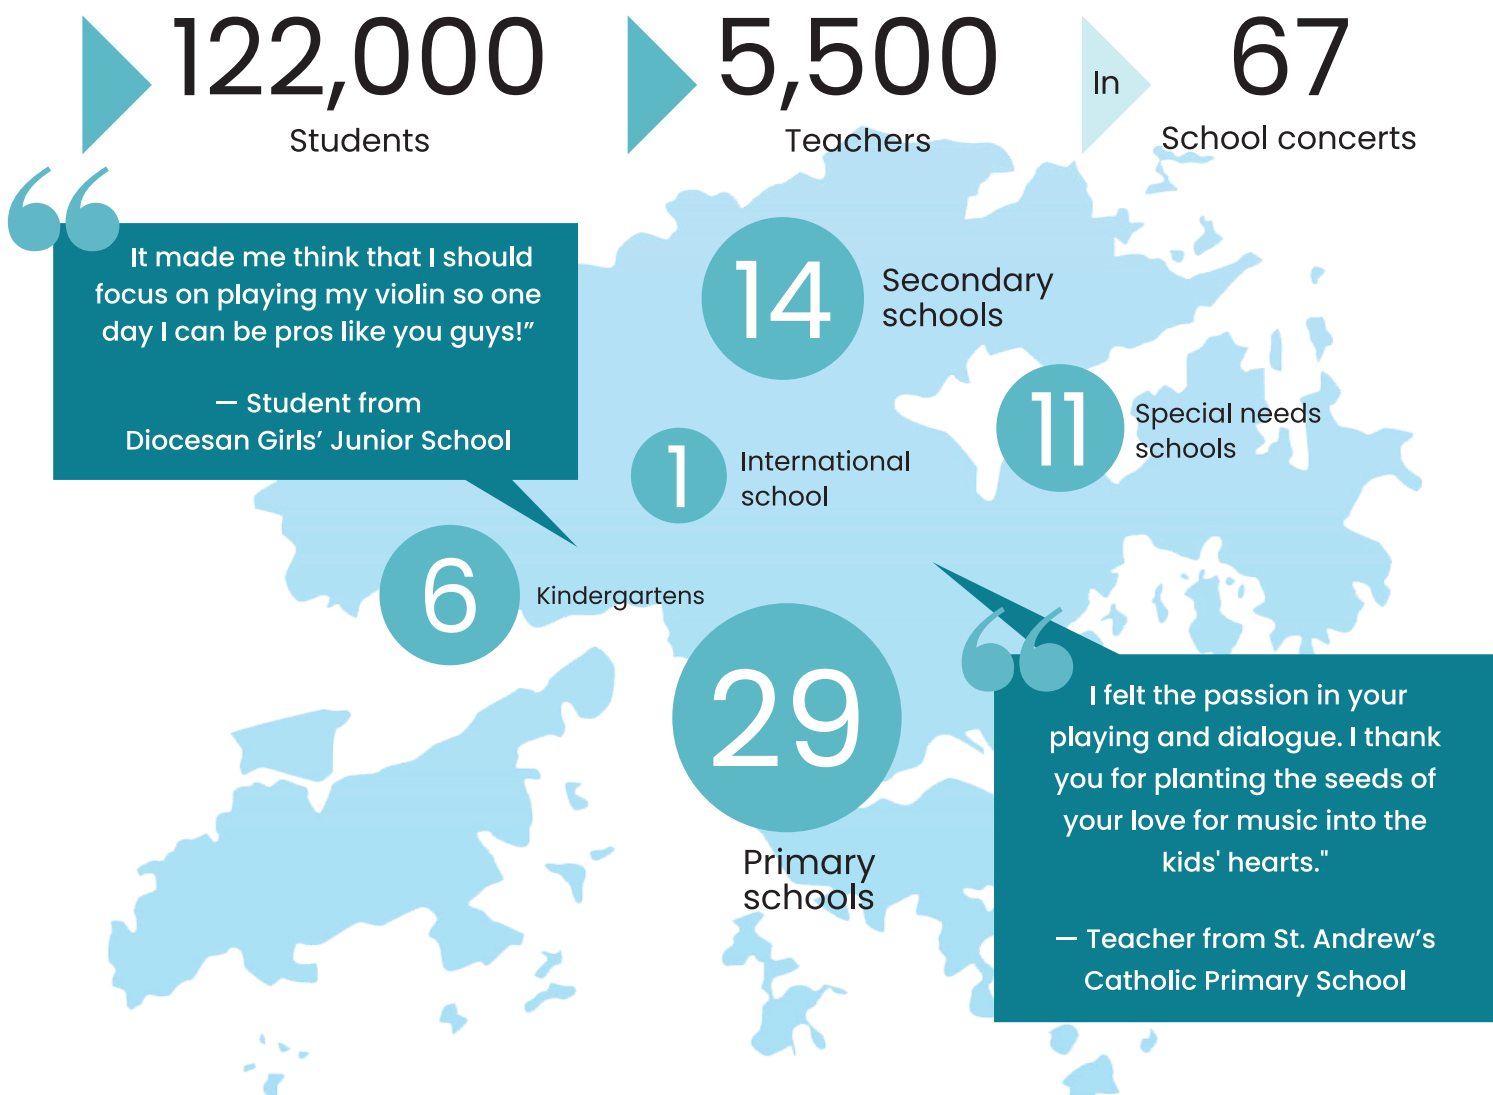 122,000
Students
5,500
Teachers
In
67
School concerts
“
It made me think that I should
focus on playing my violin so one
day I can be pros like you guys!”
— Student from
Diocesan Girls’ Junior School
14
Secondary
schools
11
Special needs
schools
1
International
school
6
Kindergartens
29
Primary
schools
“
I felt the passion in your
playing and dialogue. I thank
you for planting the seeds of
your love for music into the
kids' hearts."
— Teacher from St. Andrew’s
Catholic Primary School